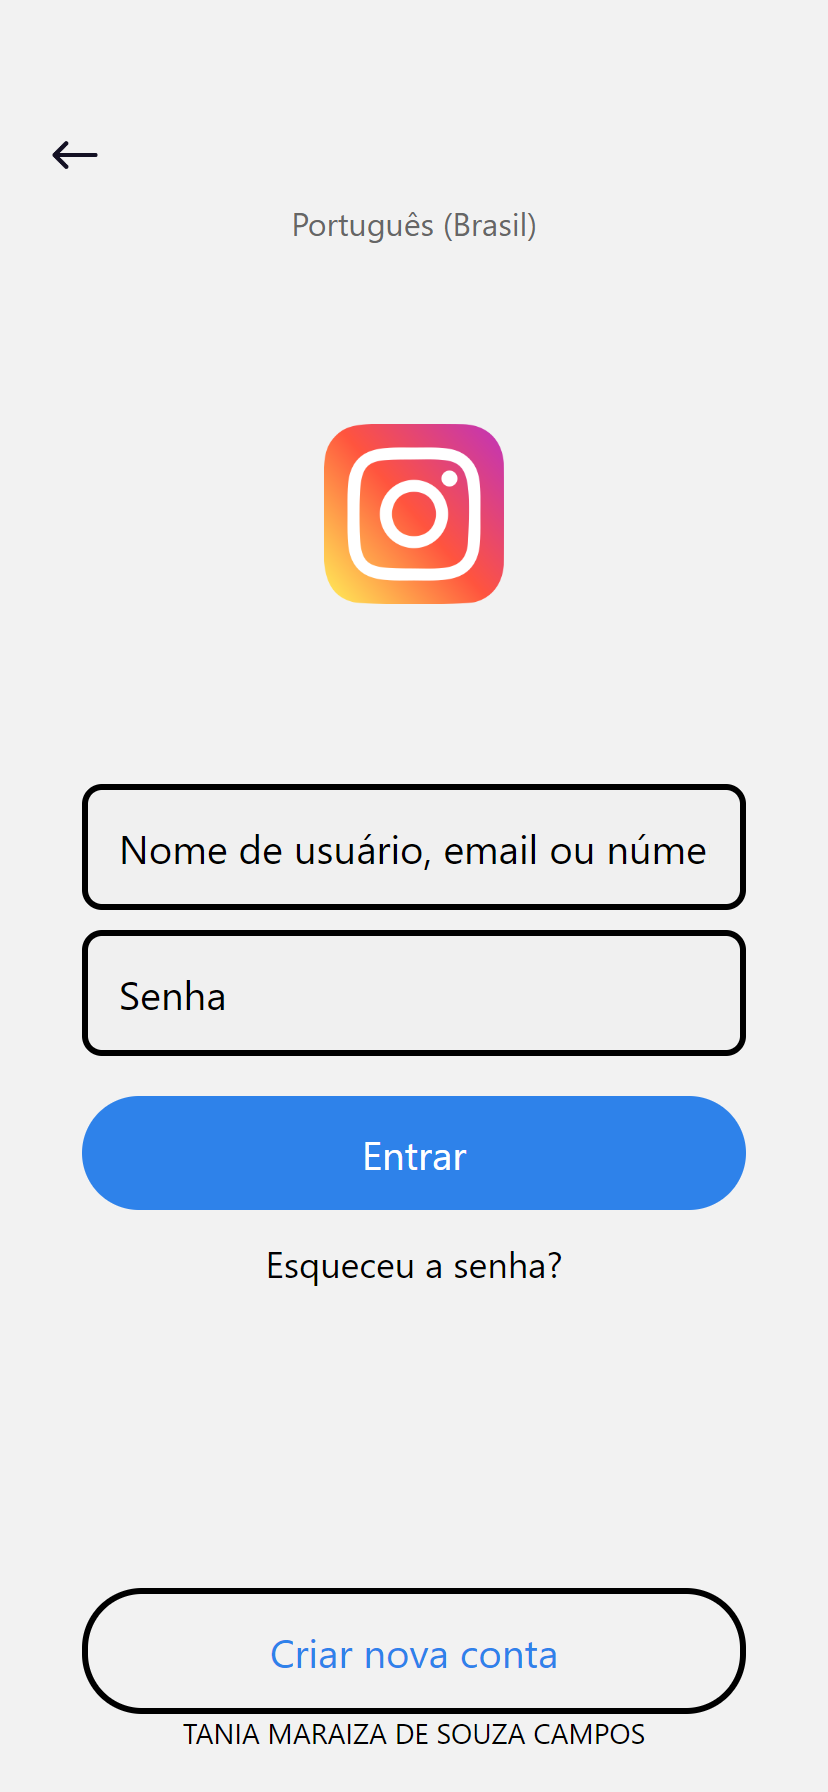 Português (Brasil)
Nome de usuário, email ou núme
Senha
Entrar
Esqueceu a senha?
Criar nova conta
TANIA MARAIZA DE SOUZA CAMPOS